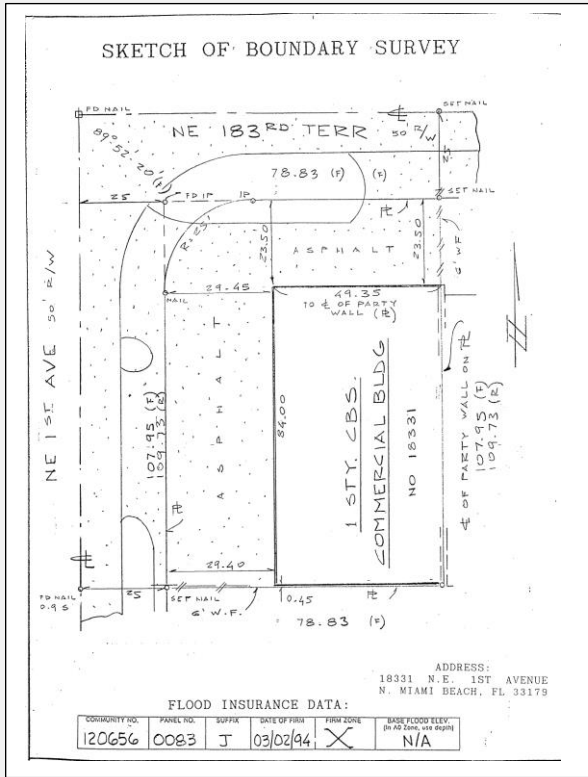 SKETCH OF BOUNDARY SURVEY
FD NAIL
SET NAIL
NE 183RD TERR
50' R/W
89°52'20"(F)
78.83 (F)
(F)
25
FD IP
IP
SET NAIL
R=25'
23.50
ASPHALT
23.50
6' W.F
NE 1ST AVE 50' R/W
NAIL
29.45
49.35
TO ℄ OF PARTY
WALL (℄)
ASPHALT
107.95 (F)
109.73 (R)
84.00
1 STY. CBS.
COMMERCIAL BLDG
NO 18331
℄ OF PARTY WALL ON ℄
107.95 (F)
109.73 (R)
29.40
FD NAIL
0.9 S
25
SET NAIL
6' W.F.
0.45
78.83 (F)
ADDRESS:
18331 N.E. 1ST AVENUE
N. MIAMI BEACH, FL 33179
FLOOD INSURANCE DATA:
COMMUNITY NO. PANEL NO. SUFFIX DATE OF FIRM FIRM ZONE BASE FLOOD ELEV.
(In AO Zone, use depth)
120656 0083 J 03/02/94 X N/A